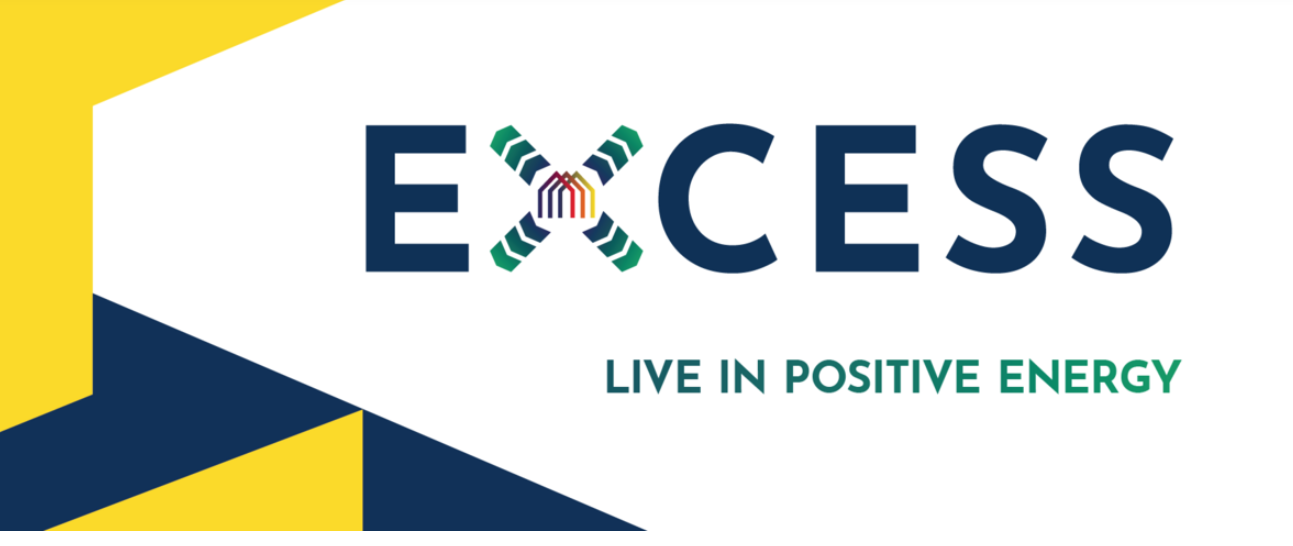 EXCESS
LIVE IN POSITIVE ENERGY